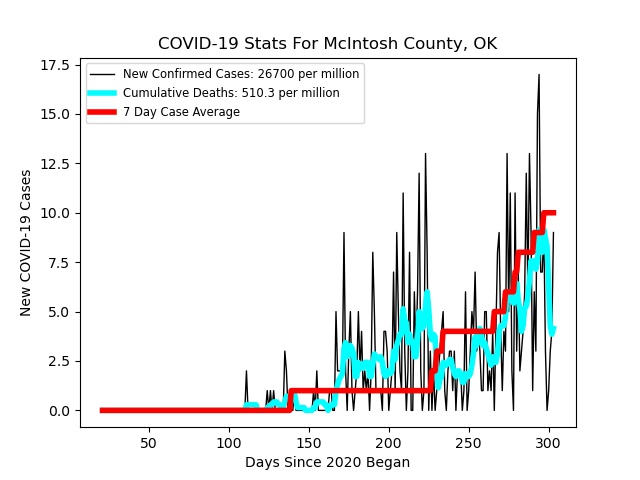 COVID-19 Stats For McIntosh County, OK
17.5
15.0
12.5
10.0
7.5
5.0
2.5
0.0
New COVID-19 Cases
New Confirmed Cases: 26700 per million
Cumulative Deaths: 510.3 per million
7 Day Case Average
50 100 150 200 250 300
Days Since 2020 Began